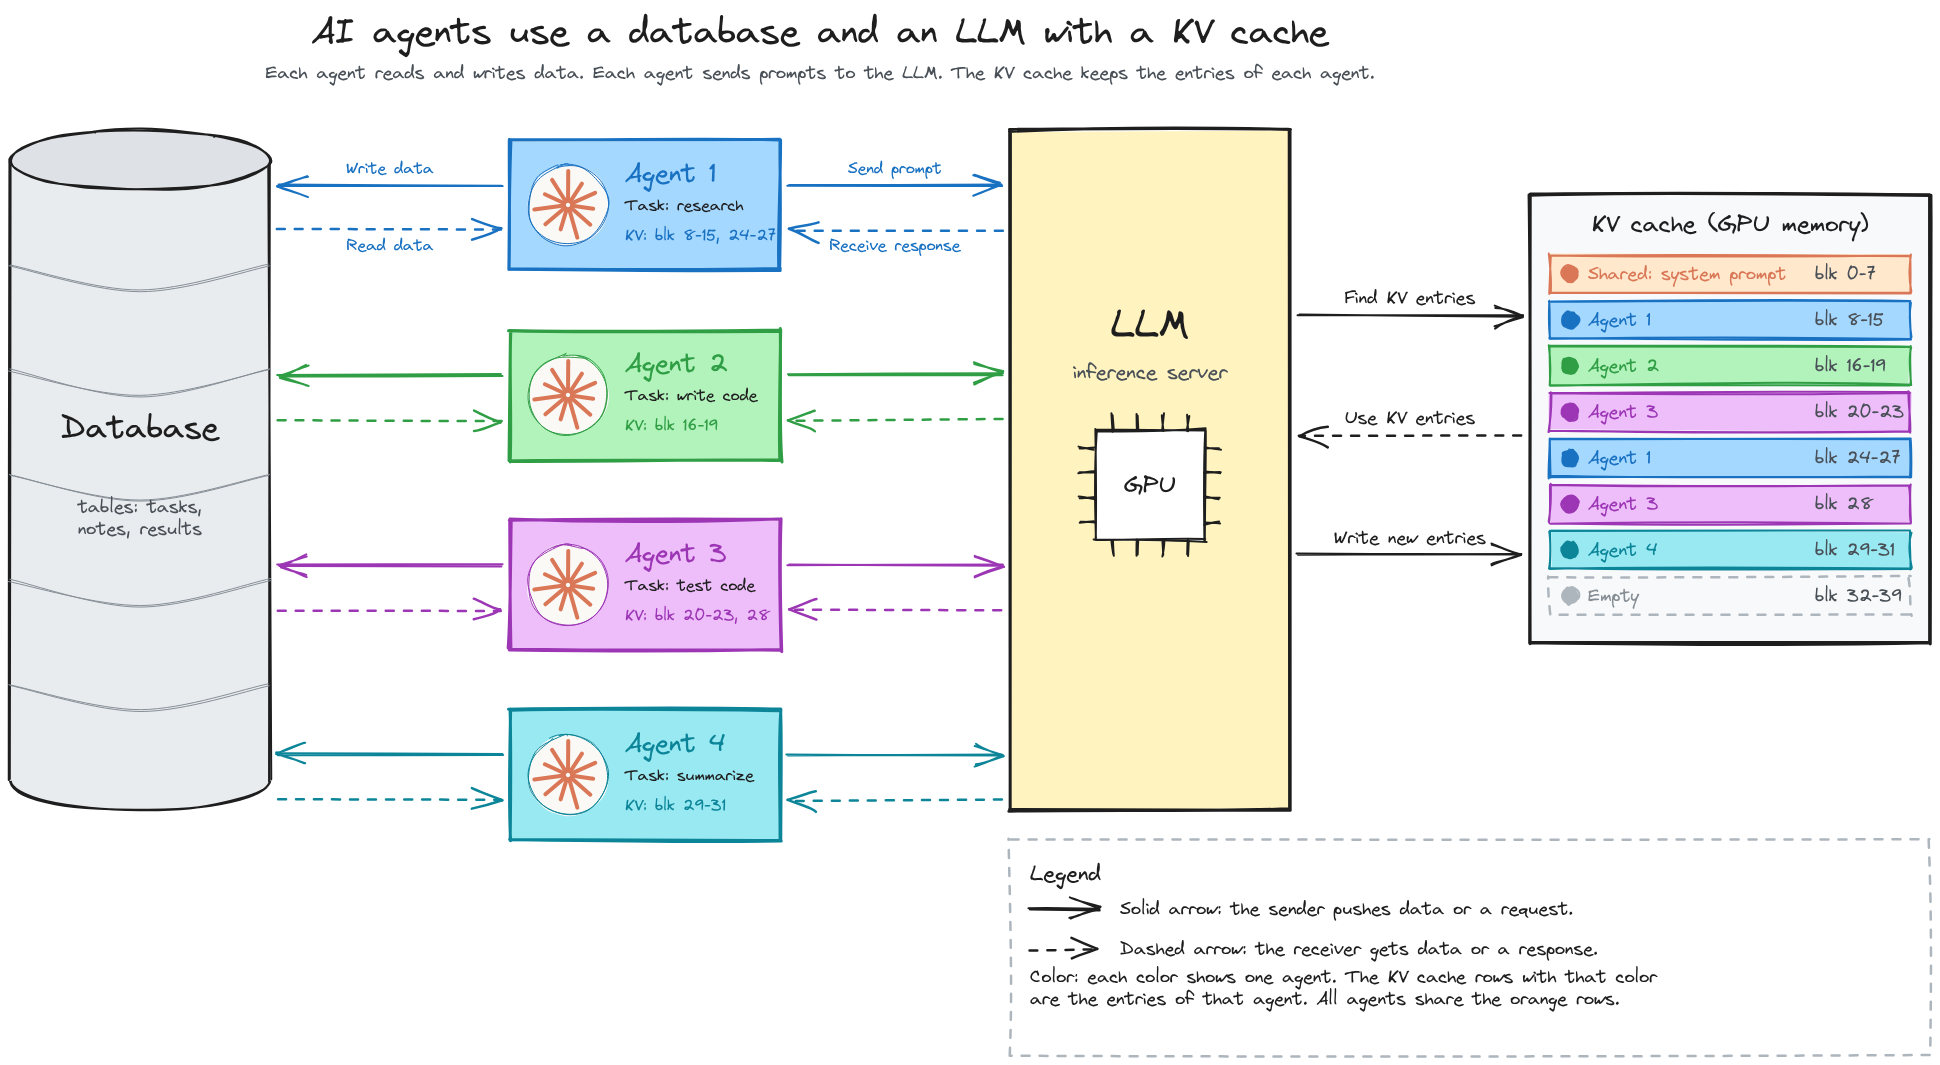 AI agents use a database and an LLM with a KV cache
Each agent reads and writes data. Each agent sends prompts to the LLM. The KV cache keeps the entries of each agent.
Database
tables: tasks,
notes, results
Write data
Read data
Agent 1
Task: research
KV: blk 8-15, 24-27
Send prompt
Receive response
Agent 2
Task: write code
KV: blk 16-19
Agent 3
Task: test code
KV: blk 20-23, 28
Agent 4
Task: summarize
KV: blk 29-31
LLM
inference server
GPU
Find KV entries
Use KV entries
Write new entries
KV cache (GPU memory)
Shared: system prompt blk 0-7
Agent 1 blk 8-15
Agent 2 blk 16-19
Agent 3 blk 20-23
Agent 1 blk 24-27
Agent 3 blk 28
Agent 4 blk 29-31
Empty blk 32-39
Legend
Solid arrow: the sender pushes data or a request.
Dashed arrow: the receiver gets data or a response.
Color: each color shows one agent. The KV cache rows with that color
are the entries of that agent. All agents share the orange rows.